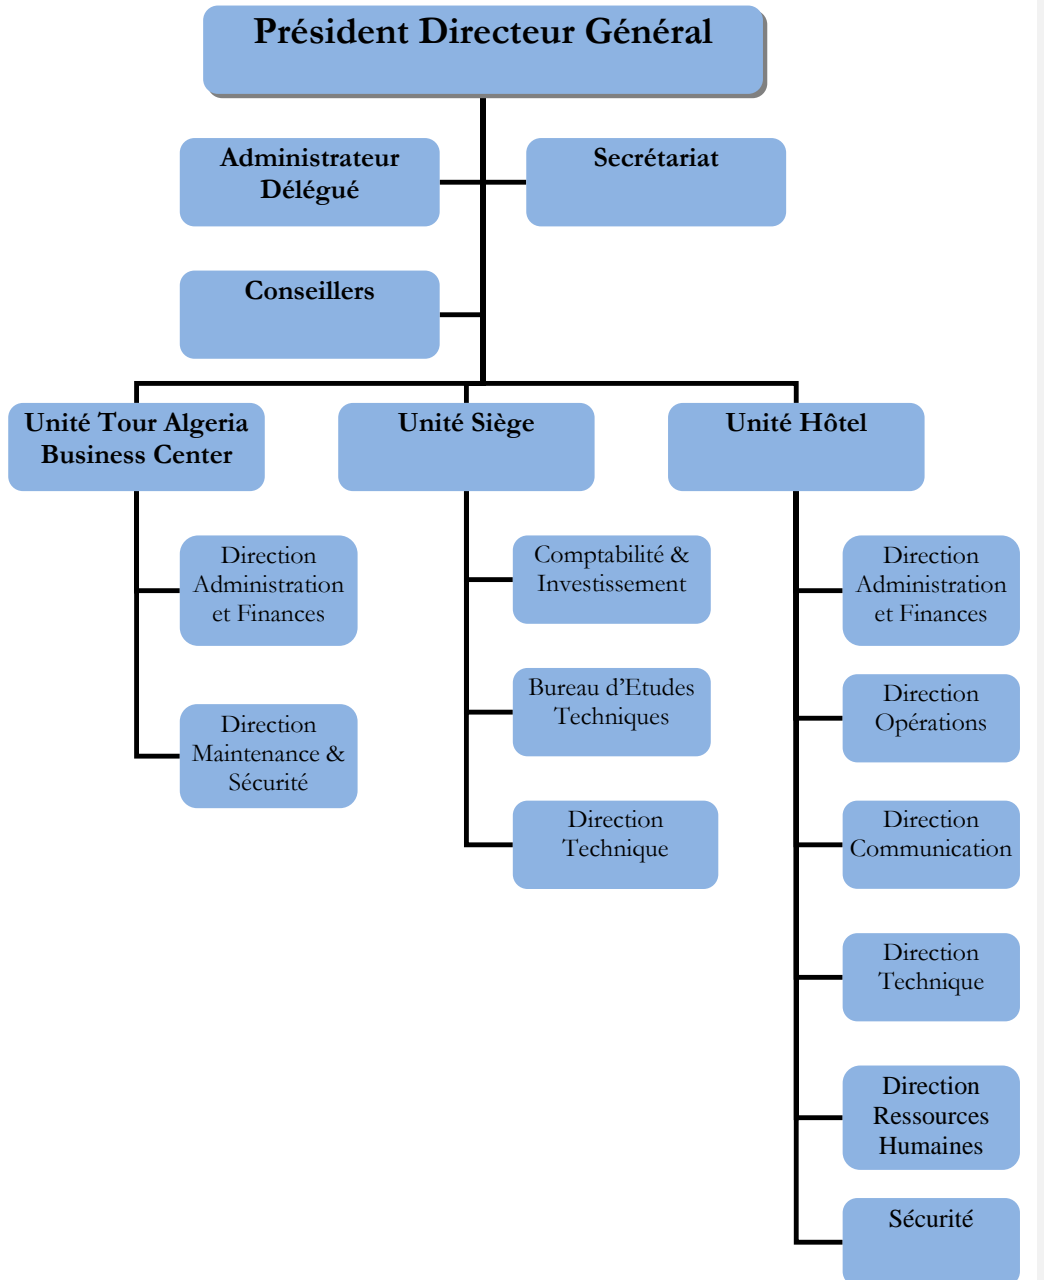 Président Directeur Général
Administrateur
Délégué
Secrétariat
Conseillers
Unité Tour Algeria
Business Center
Unité Siège
Unité Hôtel
Direction
Administration
et Finances
Direction
Maintenance &
Sécurité
Comptabilité &
Investissement
Bureau d’Etudes
Techniques
Direction
Technique
Direction
Administration
et Finances
Direction
Opérations
Direction
Communication
Direction
Technique
Direction
Ressources
Humaines
Sécurité